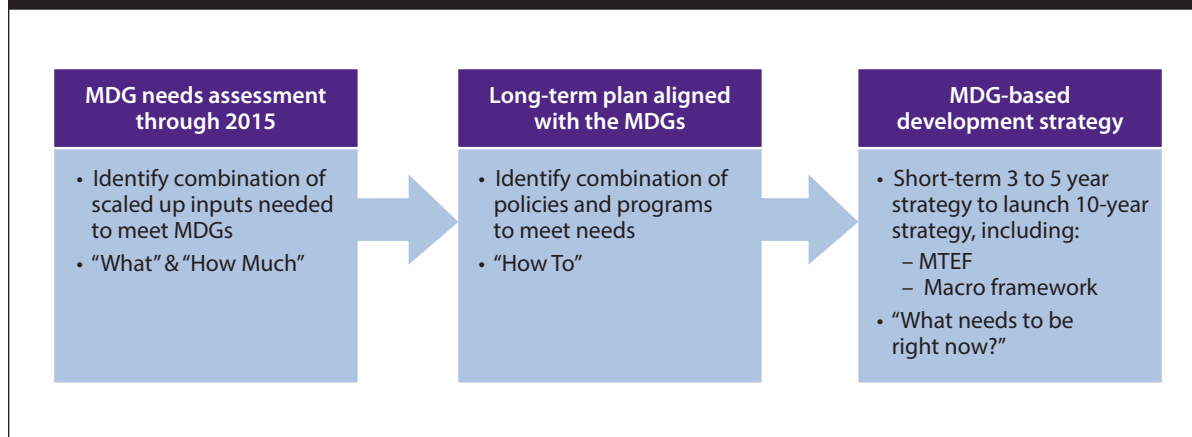 MDG needs assessment
through 2015
• Identify combination of
scaled up inputs needed
to meet MDGs
• “What” & “How Much”
Long-term plan aligned
with the MDGs
• Identify combination of
policies and programs
to meet needs
• “How To”
MDG-based
development strategy
• Short-term 3 to 5 year
strategy to launch 10-year
strategy, including:
– MTEF
– Macro framework
• “What needs to be
right now?”